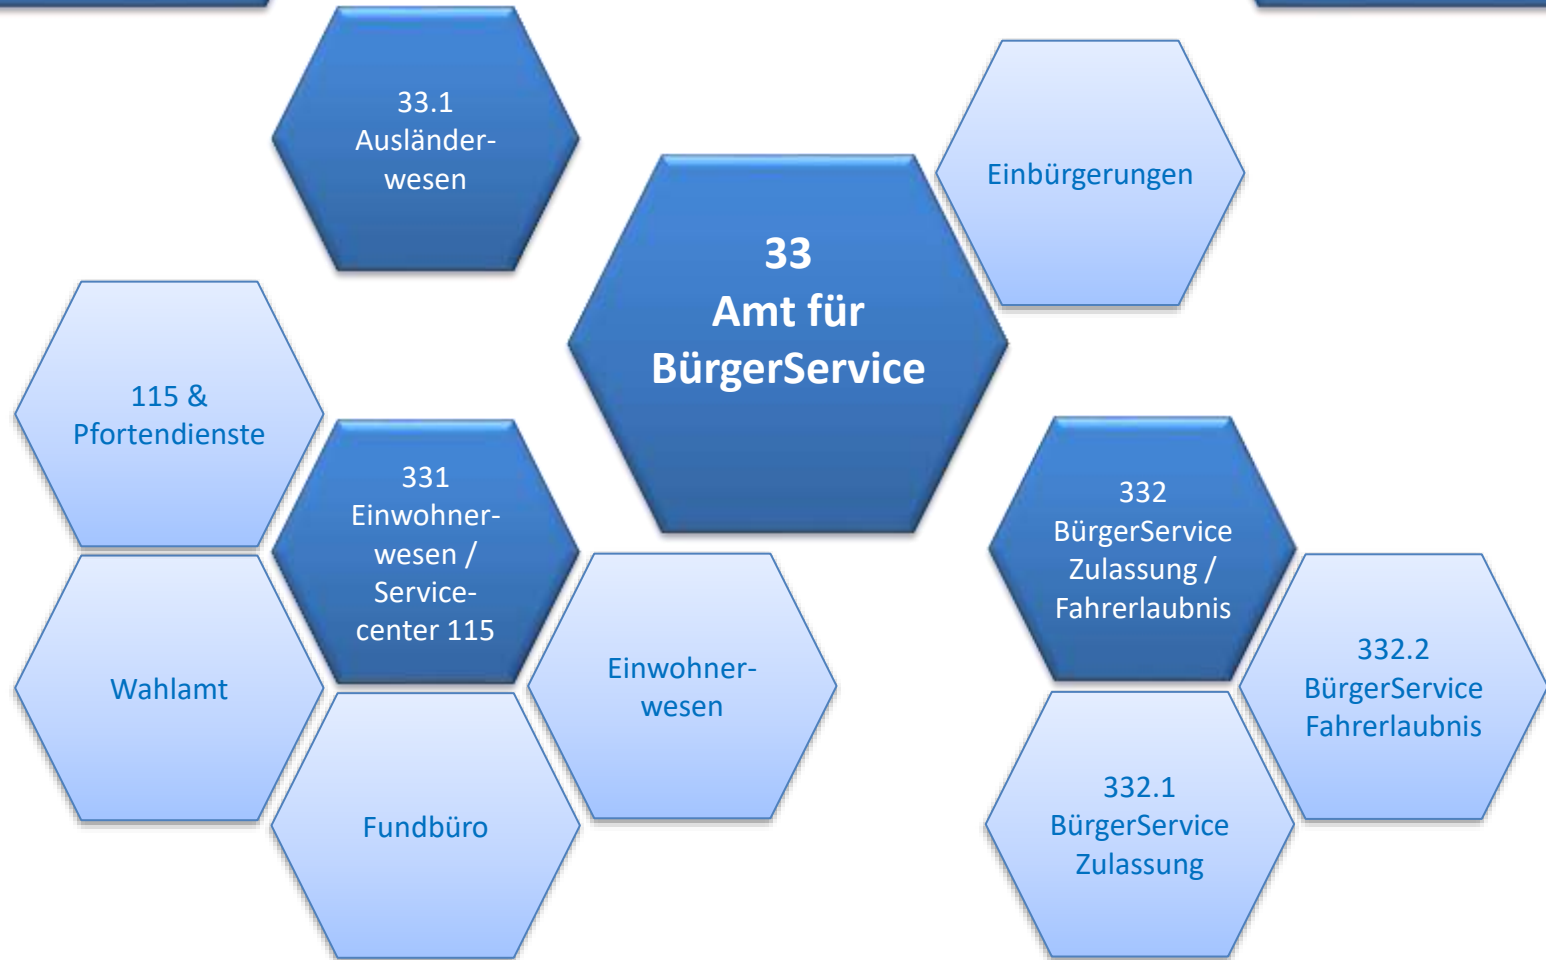 33.1
Ausländer-
wesen
Einbürgerungen
33
Amt für
BürgerService
115 &
Pfortendienste
331
Einwohner-
wesen /
Service-
center 115
332
BürgerService
Zulassung /
Fahrerlaubnis
Wahlamt
Einwohner-
wesen
332.2
BürgerService
Fahrerlaubnis
Fundbüro
332.1
BürgerService
Zulassung